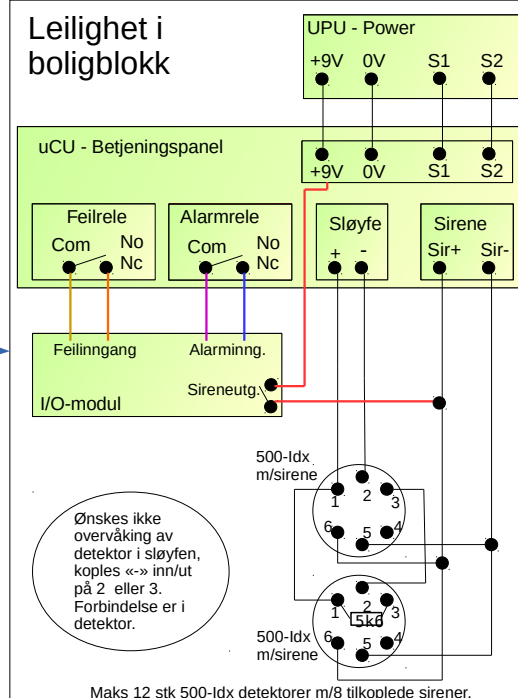 Leilighet i
boligblokk
UPU - Power
+9V 0V S1 S2
uCU - Betjeningspanel
+9V 0V S1 S2
Feilrele
Com No
Nc
Alarmrele
Com No
Nc
Sløyfe
+ -
Sirene
Sir+ Sir-
Feilinngang Alarminng.
Sireneutg.
I/O-modul
500-Idx
m/sirene
1 2 3
6 5 4
Ønskes ikke
overvåking av
detektor i sløyfen,
koples «-» inn/ut
på 2 eller 3.
Forbindelse er i
detektor.
1 2 3
5k6
500-Idx
m/sirene
6 5 4
Maks 12 stk 500-Idx detektorer m/8 tilkoplede sirener.